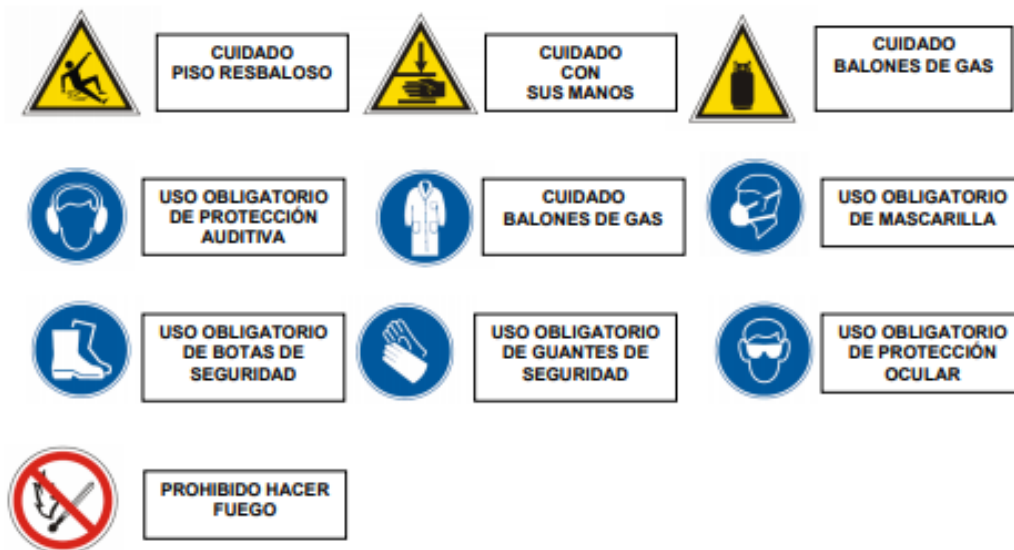 CUIDADO
PISO RESBALOSO
CUIDADO
CON
SUS MANOS
CUIDADO
BALONES DE GAS
USO OBLIGATORIO
DE PROTECCIÓN
AUDITIVA
CUIDADO
BALONES DE GAS
USO OBLIGATORIO
DE MASCARILLA
USO OBLIGATORIO
DE BOTAS DE
SEGURIDAD
USO OBLIGATORIO
DE GUANTES DE
SEGURIDAD
USO OBLIGATORIO
DE PROTECCIÓN
OCULAR
PROHIBIDO HACER
FUEGO